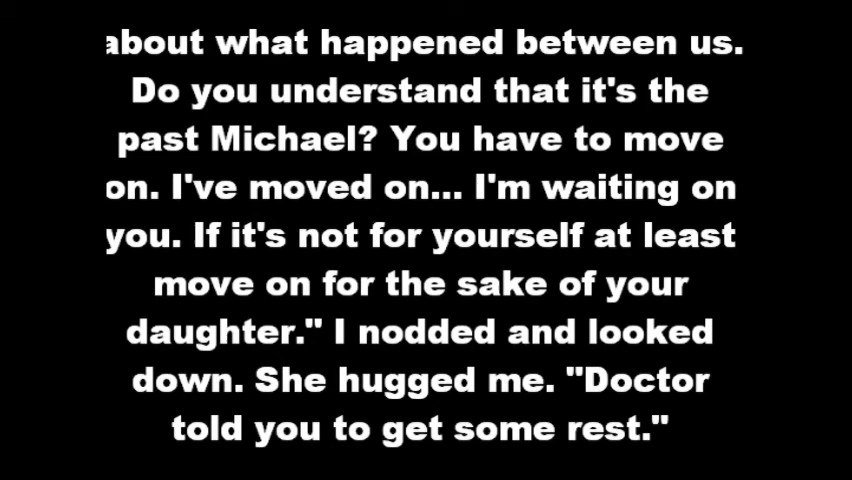 about what happened between us.
Do you understand that it's the
past Michael? You have to move
on. I've moved on... I'm waiting on
you. If it's not for yourself at least
move on for the sake of your
daughter." I nodded and looked
down. She hugged me. "Doctor
told you to get some rest."